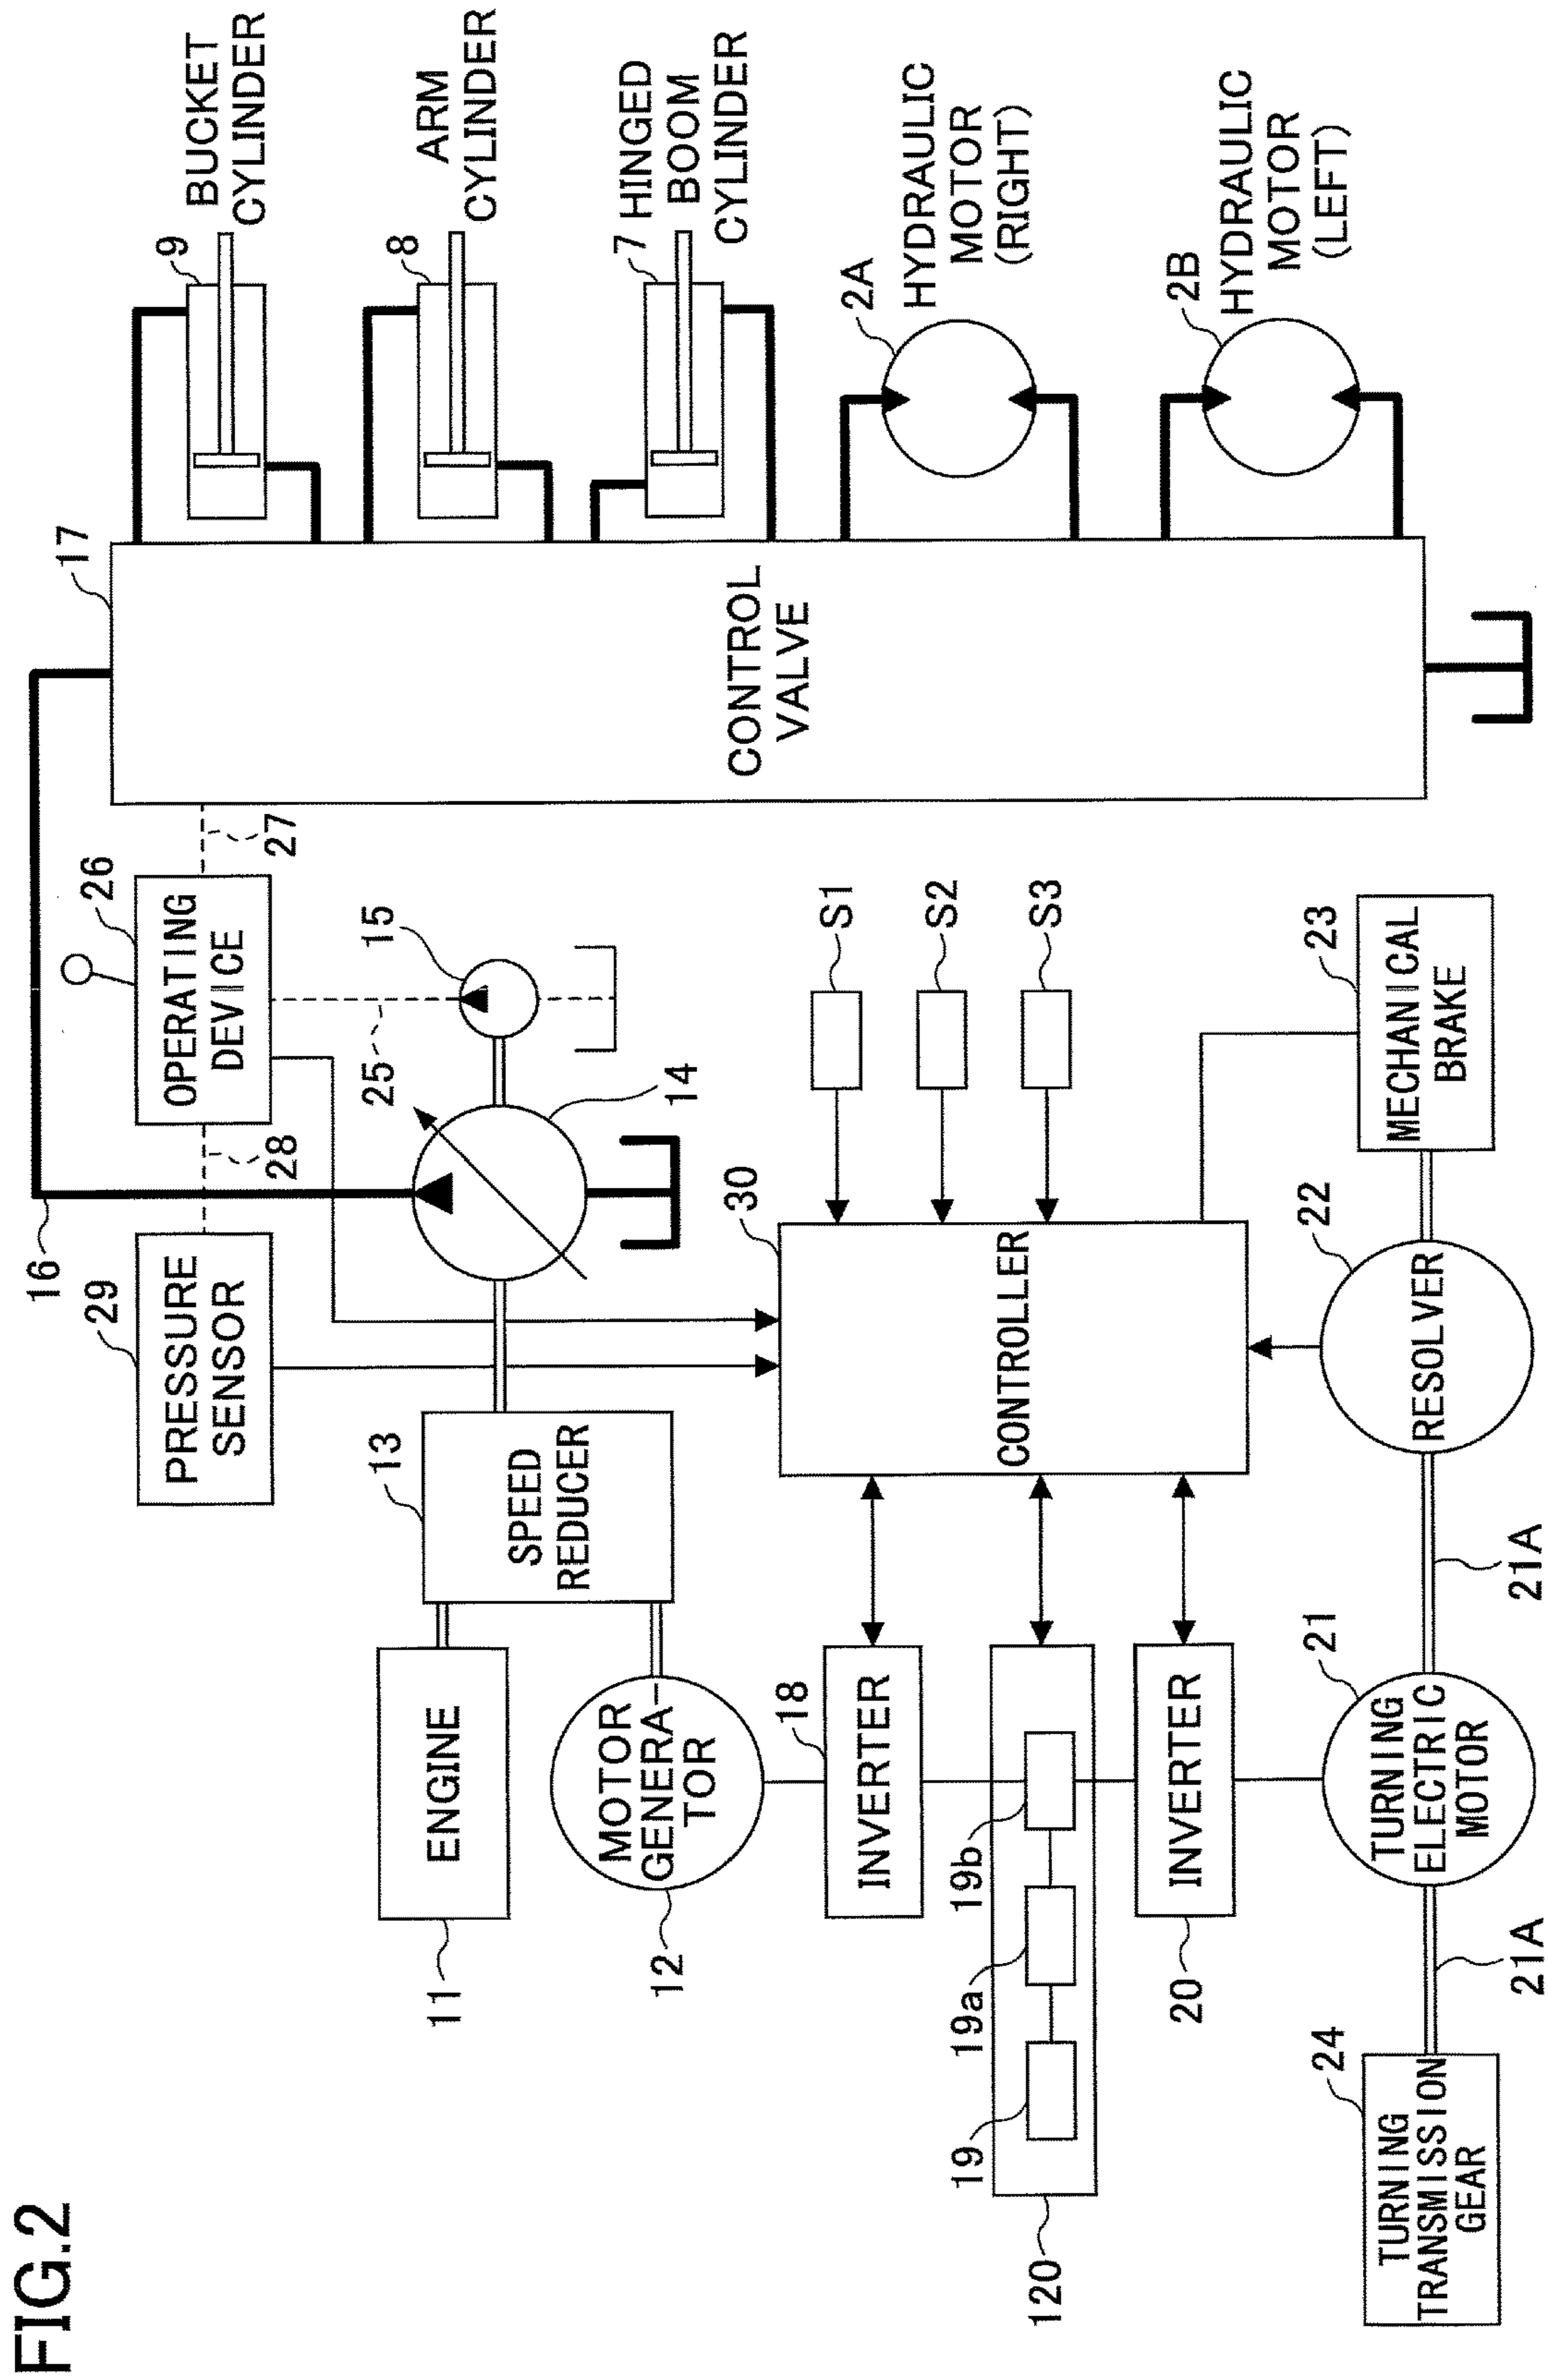 FIG.2
BUCKET
CYLINDER
9
ARM
CYLINDER
8
HINGED
BOOM
CYLINDER
7
HYDRAULIC
MOTOR
(RIGHT)
2A
HYDRAULIC
MOTOR
(LEFT)
2B
17
CONTROL
VALVE
26
OPERATING
DEVICE
27
28
25
15
14
16
29
PRESSURE
SENSOR
13
SPEED
REDUCER
11
ENGINE
12
MOTOR
GENERA-
TOR
S1
S2
S3
30
CONTROLLER
18
INVERTER
19
19a
19b
120
20
INVERTER
23
MECHANICAL
BRAKE
22
RESOLVER
21A
21
TURNING
ELECTRIC
MOTOR
21A
24
TURNING
TRANSMISSION
GEAR